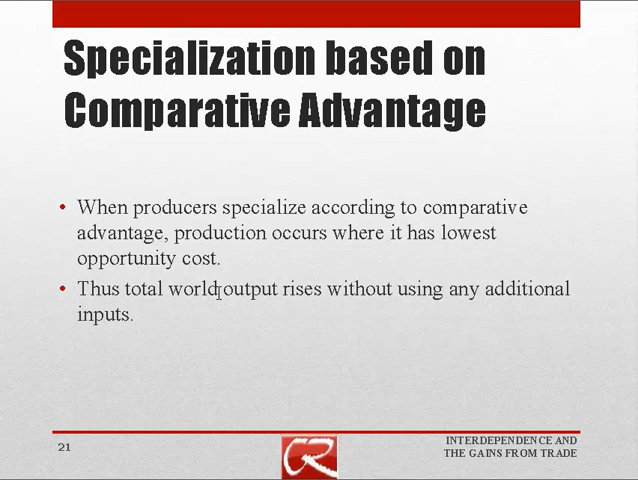 Specialization based on
Comparative Advantage
• When producers specialize according to comparative
advantage, production occurs where it has lowest
opportunity cost.
• Thus total world output rises without using any additional
inputs.
21
INTERDEPENDENCE AND
THE GAINS FROM TRADE